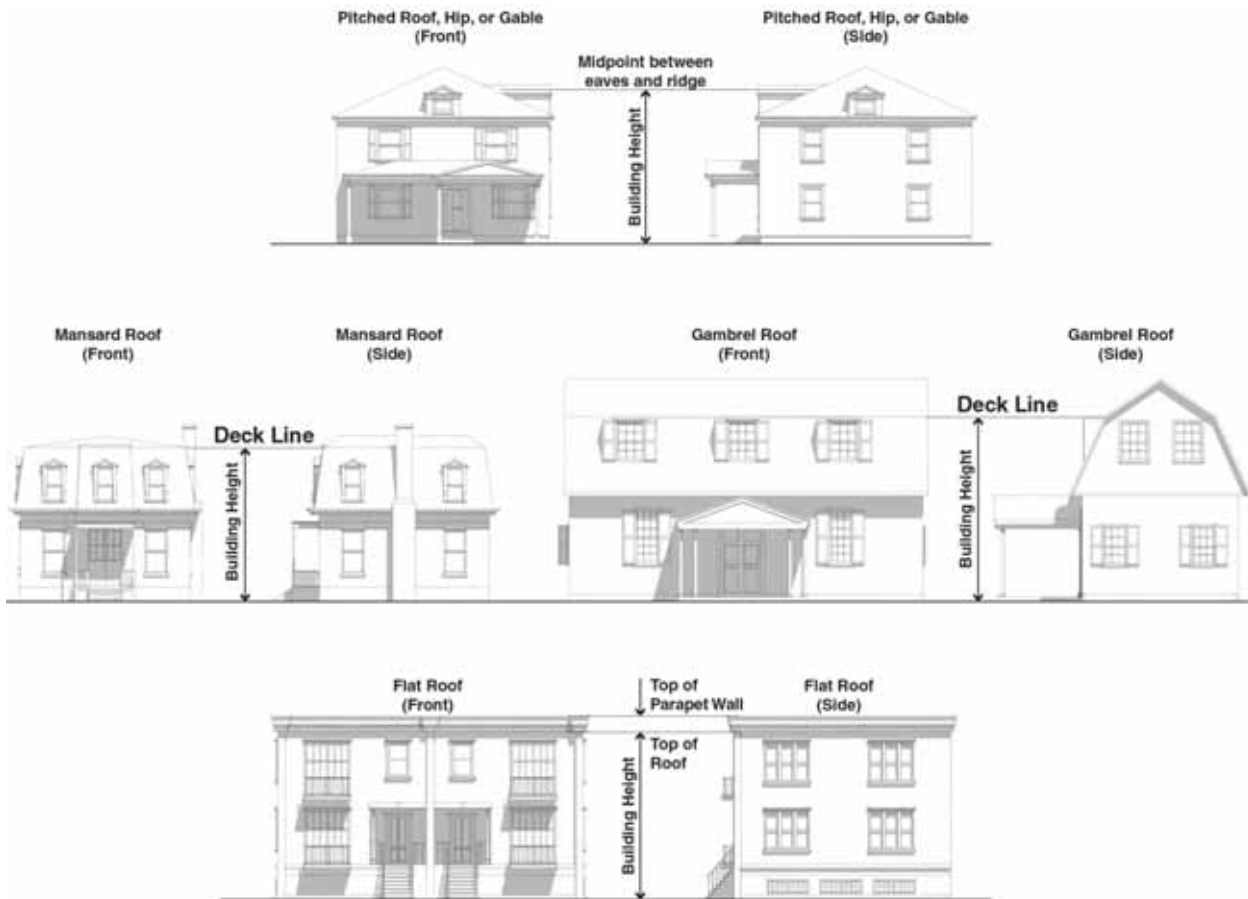 Pitched Roof, Hip, or Gable
(Front)
Pitched Roof, Hip, or Gable
(Side)
Midpoint between
eaves and ridge
Building Height
Mansard Roof
(Front)
Mansard Roof
(Side)
Gambrel Roof
(Front)
Gambrel Roof
(Side)
Deck Line
Building Height
Deck Line
Building Height
Flat Roof
(Front)
Top of
Parapet Wall
Flat Roof
(Side)
Top of
Roof
Building Height